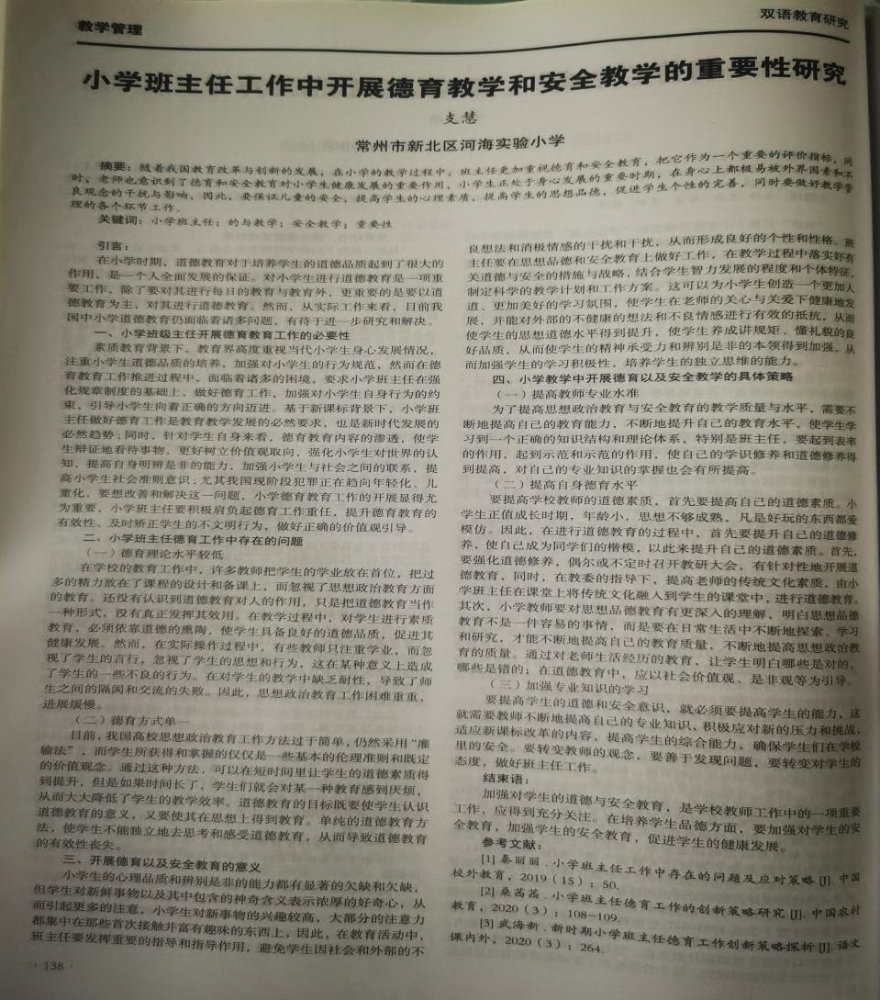 教学管理
双语教育研究
小学班主任工作中开展德育教学和安全教学的重要性研究
支慧
常州市新北区河海实验小学
摘要：随着我国教育改革与创新的发展，在小学的教学过程中，班主任更加重视德育和安全教育，把它作为一个重要的评价指标，同
时、老师也意识到了德育和安全教育对小学生健康发展的重要作用，小学生正处于身心发展的重要时期，在身心上都极易被外界因素和不
良观念的干扰与影响、因此，要保证儿童的安全、提高学生的心理素质，提高学生的思想品德，促进学生个性的完善，同时要做好教学管
理的各个环节工作。
关键词：小学班主任；的与教学；安全教学；重要性
引言：
在小学时期，道德教育对于培养学生的道德品质起到了很大的
作用，是一个人全面发展的保证。对小学生进行道德教育是一项重
要工作，除了要对其进行每日的教育与教育外，更重要的是要以道
德教育为主，对其进行道德教育。然而，从实际工作来看，目前我
国中小学道德教育仍面临着诸多问题，有待于进一步研究和解决。
一、小学班级主任开展德育教育工作的必要性
素质教育背景下，教育界高度重视当代小学生身心发展情况，
注重小学生道德品质的培养，加强对小学生的行为规范，然而在德
育教育工作推进过程中，面临着诸多的困境，要求小学班主任在强
化规章制度的基础上，做好德育工作，加强对小学生自身行为的约
束，引导小学生向着正确的方向迈进。基于新课标背景下，小学班
主任做好德育工作是教育教学发展的必然要求，也是新时代发展的
必然趋势；同时，针对学生自身来看，德育教育内容的渗透，使学
生辩证地看待事物，更好树立价值观取向，强化小学生对世界的认
知，提高自身明辨是非的能力，加强小学生与社会之间的联系，提
高小学生社会准则意识；尤其我国现阶段犯罪正在趋向年轻化、儿
童化，要想改善和解决这一问题，小学德育教育工作的开展显得尤
为重要，小学班主任要积极肩负起德育工作重任，提升德育教育的
有效性、及时矫正学生的不文明行为，做好正确的价值观引导。
二、小学班主任德育工作中存在的问题
（一）德育理论水平较低
在学校的教育工作中，许多教师把学生的学业放在首位，把过
多的精力放在了课程的设计和备课上，而忽视了思想政治教育方面
的教育。还没有认识到道德教育对人的作用，只是把道德教育当作
一种形式，没有真正发挥其效用。在教学过程中，对学生进行素质
教育，必须依靠道德的熏陶，使学生具备良好的道德品质，促进其
健康发展。然而，在实际操作过程中，有些教师只注重学业，而忽
视了学生的言行，忽视了学生的思想和行为，这在某种意义上造成
了学生的一些不良的行为。在对学生的教学中缺乏耐性，导致了师
生之间的隔阂和交流的失败。因此，思想政治教育工作困难重重，
进展缓慢。
（二）德育方式单一
目前，我国高校思想政治教育工作方法过于简单，仍然采用“灌
输法”，而学生所获得和掌握的仅仅是一些基本的伦理准则和既定
的价值观念。通过这种方法，可以在短时间里让学生的道德素质得
到提升，但是如果时间长了，学生们就会对某一种教育感到厌烦，
从而大大降低了学生的教学效率。道德教育的目标既要使学生认识
道德教育的意义，又要使其在思想上得到教育。单纯的道德教育方
法，使学生不能独立地去思考和感受道德教育，从而导致道德教育
的有效性丧失。
三、开展德育以及安全教育的意义
小学生的心理品质和辨别是非的能力都有显著的欠缺和欠缺，
但学生对新鲜事物以及其中包含的神奇含义表示浓厚的好奇心，从
而引起更多的注意，小学生对新事物的兴趣较高，大部分的注意力
都集中在那些首次接触并富有趣味的东西上，因此，在教育活动中，
班主任要发挥重要的指导和指导作用，避免学生因社会和外部的不
良想法和消极情感的干扰和干扰，从而形成良好的个性和性格。班
主任要在思想品德和安全教育上做好工作，在教学过程中落实好有
关道德与安全的措施与战略，结合学生智力发展的程度和个体特征，
制定科学的教学计划和工作方案。这可以为小学生创造一个更加人
道、更加美好的学习氛围，使学生在老师的关心与关爱下健康地发
展，并能对外部的不健康的想法和不良情感进行有效的抵抗，从而
使学生的思想道德水平得到提升，使学生养成讲规矩、懂礼貌的良
好品质，从而使学生的精神承受力和辨别是非的本领得到加强，从
而加强学生的学习积极性，培养学生的独立思维的能力。
四、小学教学中开展德育以及安全教学的具体策略
（一）提高教师专业水准
为了提高思想政治教育与安全教育的教学质量与水平，需要不
断地提高自己的教育能力，不断地提升自己的教育水平，使学生学
习到一个正确的知识结构和理论体系，特别是班主任，要起到表率
的作用，起到示范和示范的作用，使自己的学识修养和道德修养得
到提高，对自己的专业知识的掌握也会有所提高。
（二）提高自身德育水平
要提高学校教师的道德素质，首先要提高自己的道德素质。小
学生正值成长时期，年龄小，思想不够成熟，凡是好玩的东西都爱
模仿。因此，在进行道德教育的过程中，首先要提升自己的道德修
养，使自己成为同学们的楷模，以此来提升自己的道德素质。首先，
要强化道德修养，偶尔或不定时召开教研大会，有针对性地开展道
德教育，同时，在教委的指导下，提高老师的传统文化素质，由小
学班主任在课堂上将传统文化融入到学生的课堂中，进行道德教育。
其次，小学教师要对思想品德教育有更深入的理解，明白思想品德
教育不是一件容易的事情，而是要在日常生活中不断地探索、学习
和研究，才能不断地提高自己的教育质量，不断地提高思想政治教
育的质量。通过对老师生活经历的教育，让学生明白哪些是对的，
哪些是错的；在道德教育中，应以社会价值观、是非观等为引导。
（三）加强专业知识的学习
要提高学生的道德和安全意识，就必须要提高学生的能力，这
就需要教师不断地提高自己的专业知识，积极应对新的压力和挑战，
适应新课标改革的内容，提高学生的综合能力，确保学生们在学校
里的安全。要转变教师的观念，要善于发现问题，要转变对学生的
态度，做好班主任工作。
结束语：
加强对学生的道德与安全教育，是学校教师工作中的一项重要
工作，应得到充分关注。在培养学生品德方面，要加强对学生的安
全教育，加强学生的安全教育，促进学生的健康发展。
参考文献：
[1] 秦丽丽．小学班主任工作中存在的问题及应对策略 [J]. 中国
校外教育，2019（15）：50.
[2] 桑茜茜．小学班主任德育工作的创新策略研究 [J]. 中国农村
教育，2020（3）：108-109.
[3] 武海新．新时期小学班主任德育工作创新策略探析 [J]. 语文
课内外，2020（3）：264.
· 138 ·